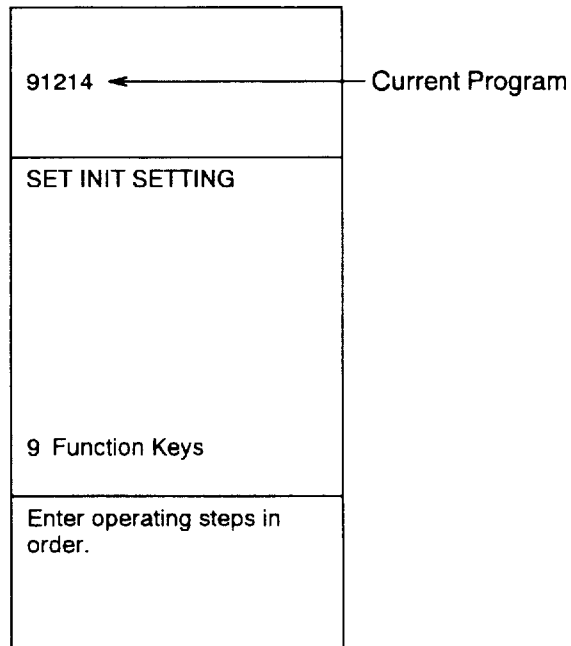 91214
Current Program
SET INIT SETTING
9 Function Keys
Enter operating steps in
order.